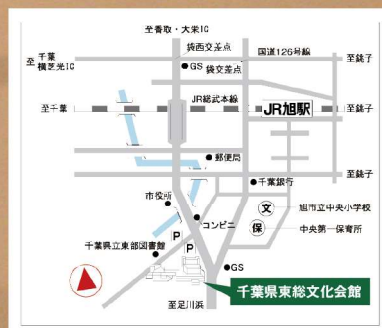 至香取・大栄IC
袋西交差点
国道126号線
至 千葉
横芝光IC
GS
袋交差点
至銚子
JR総武本線
JR旭駅
至千葉
至銚子
郵便局
至銚子
千葉銀行
市役所
文
旭市立中央小学校
コンビニ
P
保
中央第一保育所
千葉県立東部図書館
P
GS
千葉県東総文化会館
至足川浜